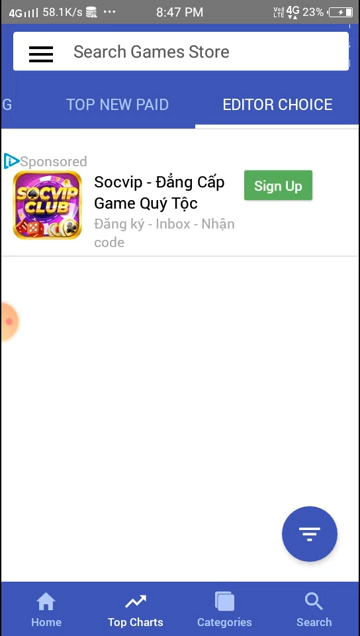 4G 58.1K/s ... 8:47 PM VoLTE 4G 23%
Search Games Store
G TOP NEW PAID EDITOR CHOICE
Sponsored
SOCVIP
CLUB
Socvip - Đẳng Cấp
Game Quý Tộc
Sign Up
Đăng ký - Inbox - Nhận
code
Home Top Charts Categories Search